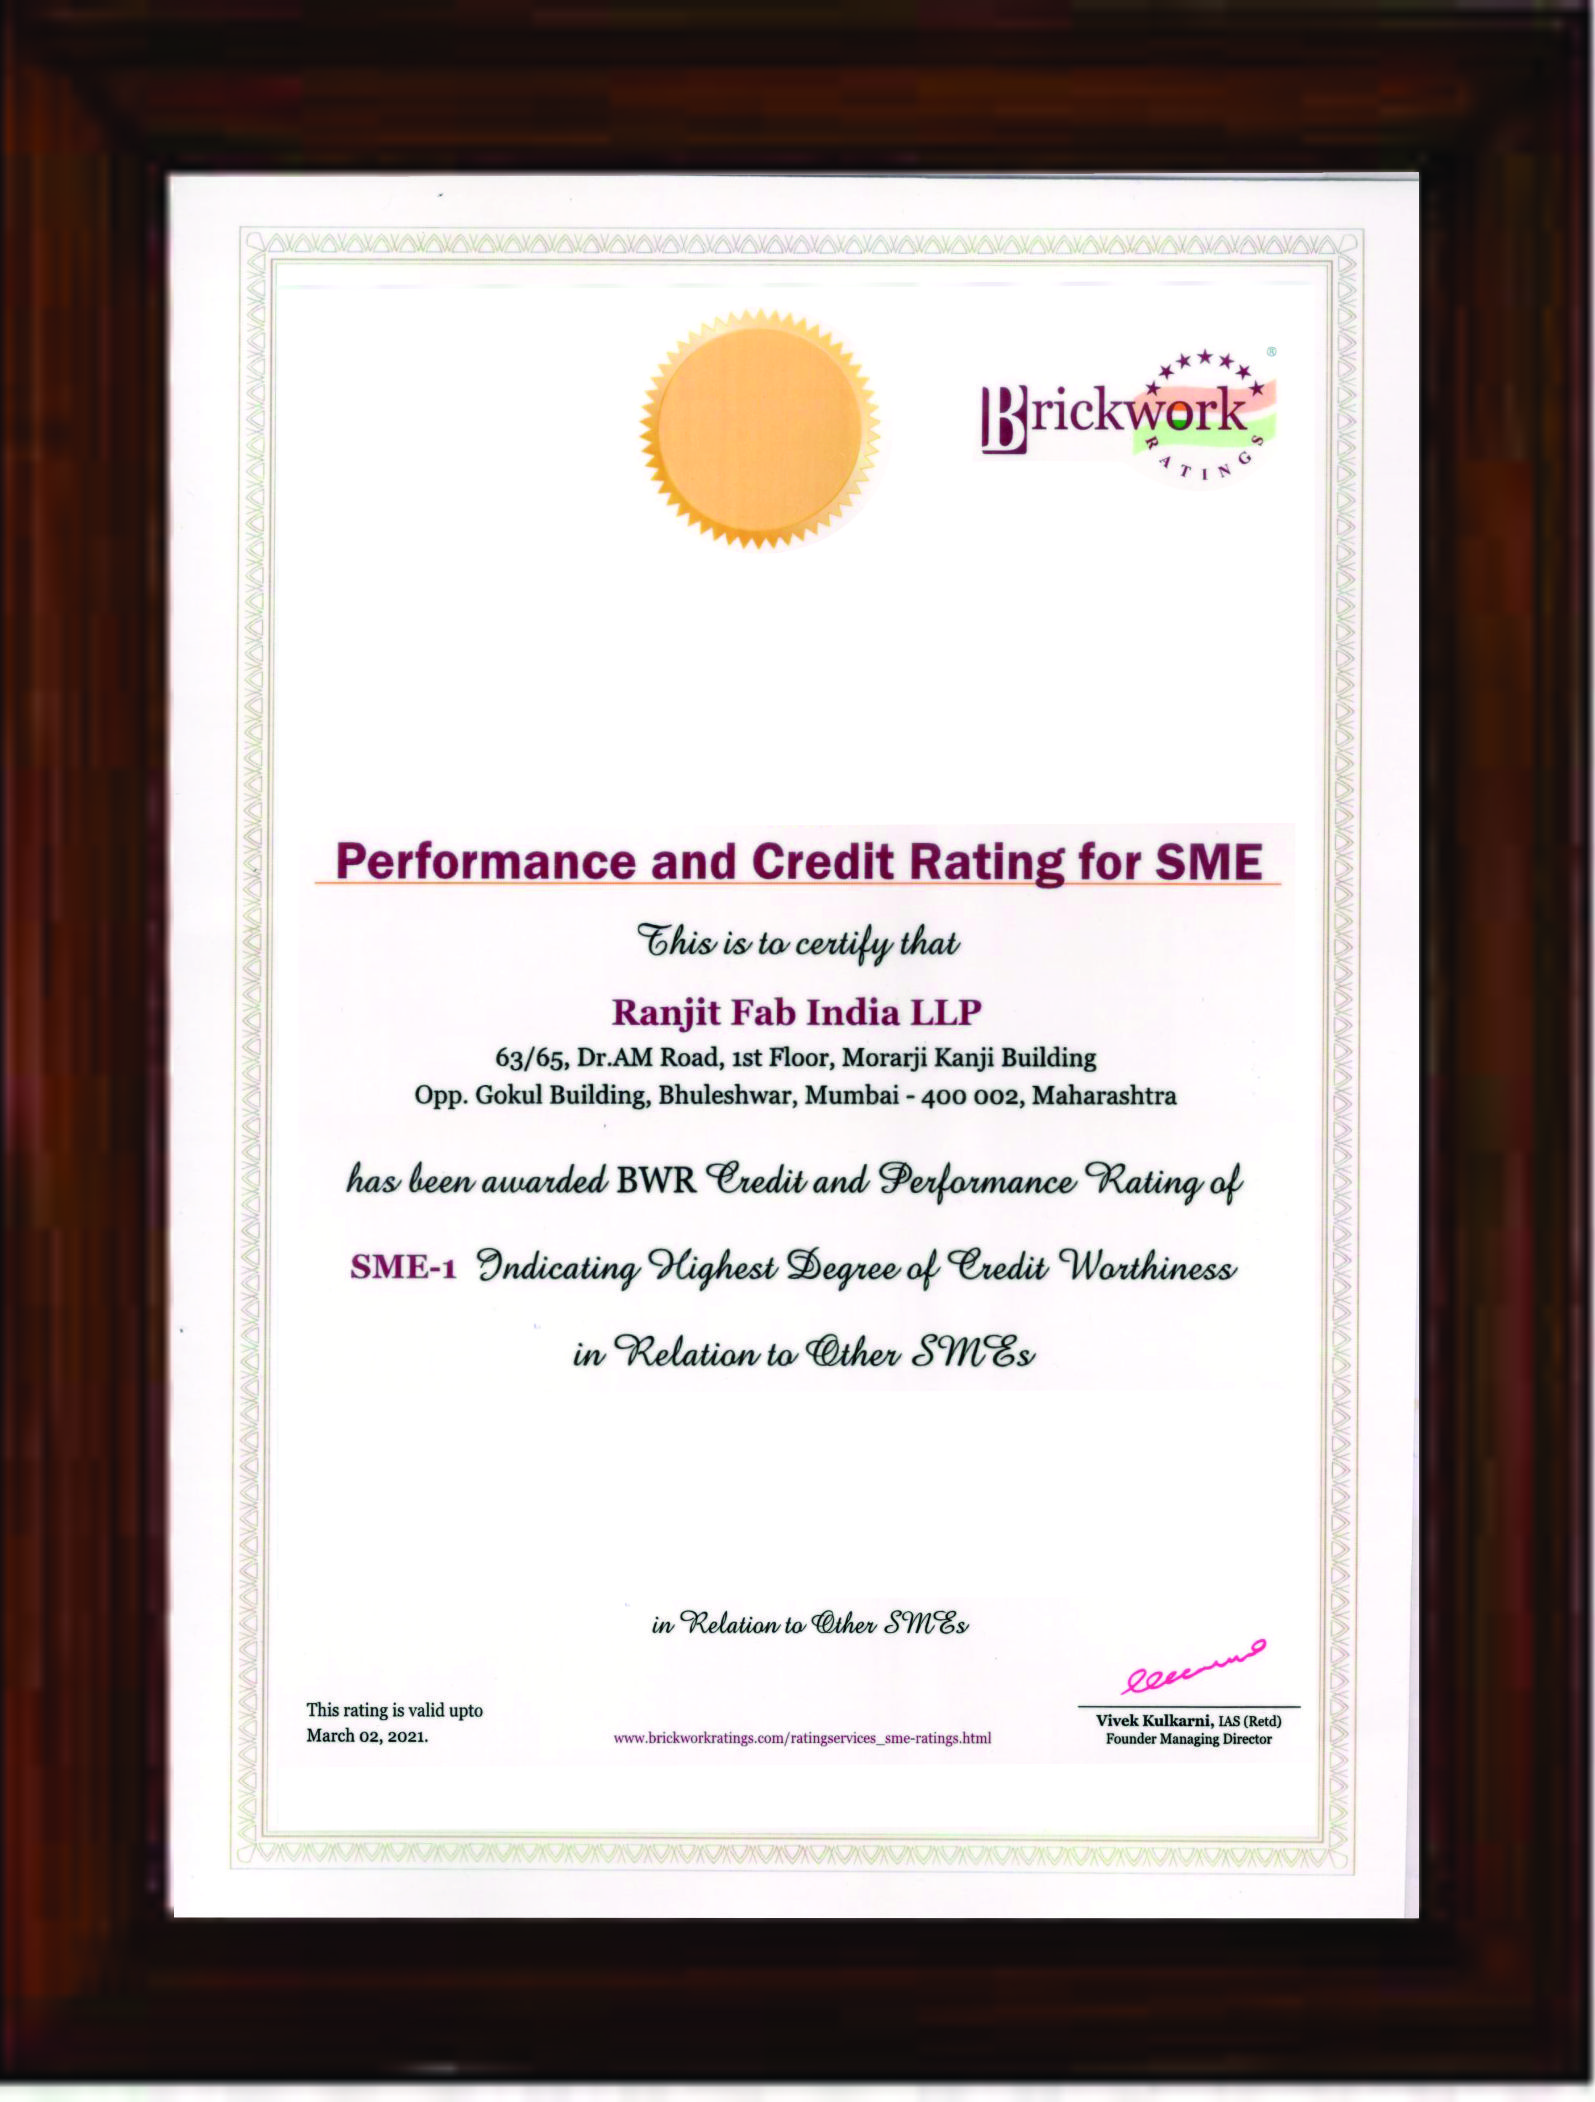 Brickwork
RATINGS
®
Performance and Credit Rating for SME
This is to certify that
Ranjit Fab India LLP
63/65, Dr.AM Road, 1st Floor, Morarji Kanji Building
Opp. Gokul Building, Bhuleshwar, Mumbai - 400 002, Maharashtra
has been awarded BWR Credit and Performance Rating of
SME-1 Indicating Highest Degree of Credit Worthiness
in Relation to Other SMEs
in Relation to Other SMEs
This rating is valid upto
March 02, 2021.
www.brickworkratings.com/ratingservices_sme-ratings.html
Vivek Kulkarni, IAS (Retd)
Founder Managing Director